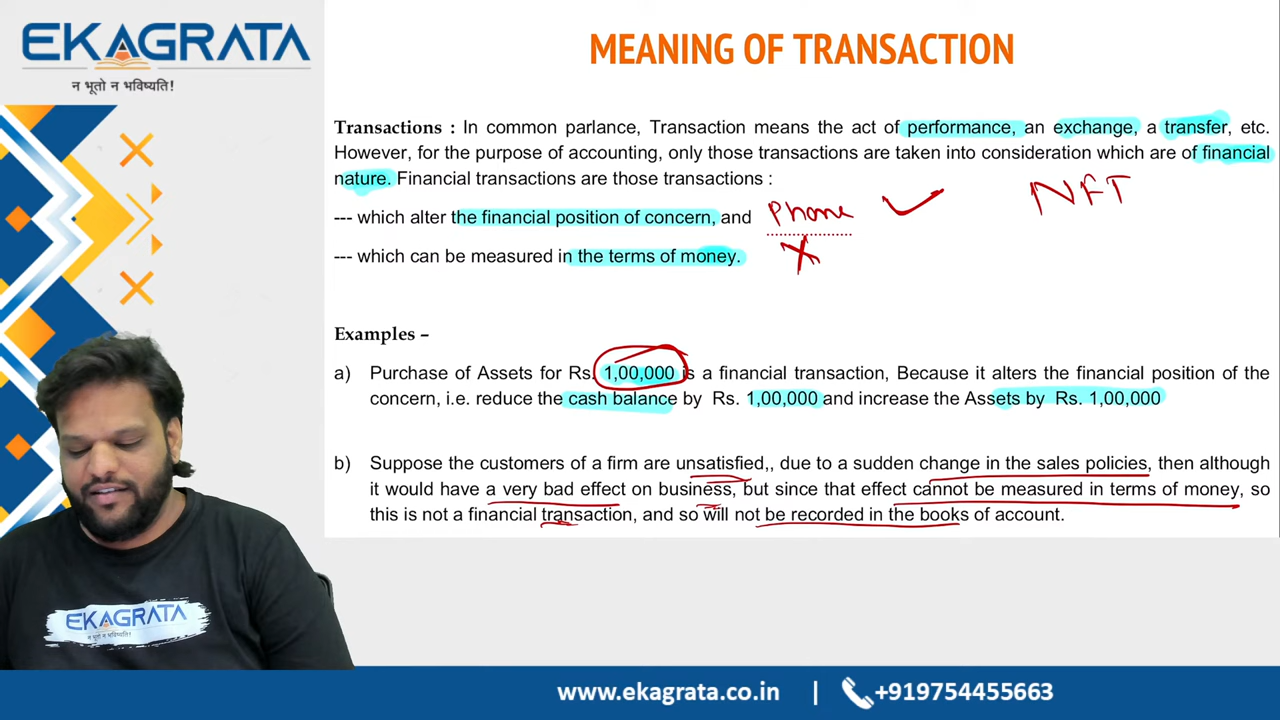 EKAGRATA
न भूतो न भविष्यति!
MEANING OF TRANSACTION
Transactions : In common parlance, Transaction means the act of performance, an exchange, a transfer, etc.
However, for the purpose of accounting, only those transactions are taken into consideration which are of financial
nature. Financial transactions are those transactions :
NFT
--- which alter the financial position of concern, and Phone
--- which can be measured in the terms of money.
Examples –
a) Purchase of Assets for Rs. 1,00,000 is a financial transaction, Because it alters the financial position of the
concern, i.e. reduce the cash balance by Rs. 1,00,000 and increase the Assets by Rs. 1,00,000
b) Suppose the customers of a firm are unsatisfied,, due to a sudden change in the sales policies, then although
it would have a very bad effect on business, but since that effect cannot be measured in terms of money, so
this is not a financial transaction, and so will not be recorded in the books of account.
EKAGRATA
न भूतो न भविष्यति!
www.ekagrata.co.in | +919754455663